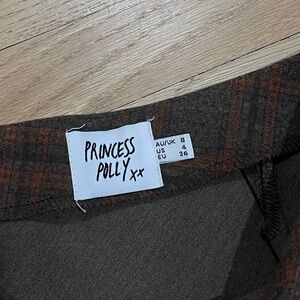 PRINCESS
POLLY xx
AU/UK 8
US 4
EU 36